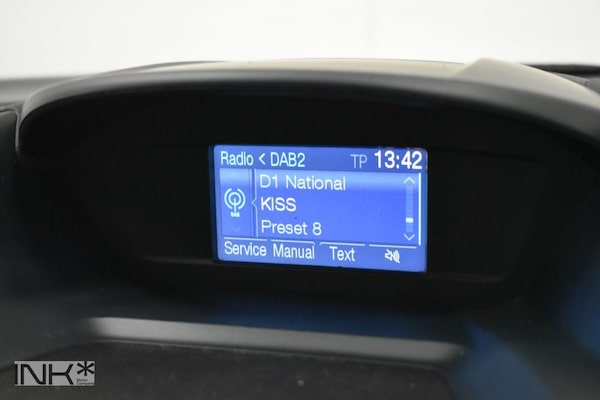 Radio < DAB2 TP 13:42
D1 National
KISS
Preset 8
Service Manual Text
INK*